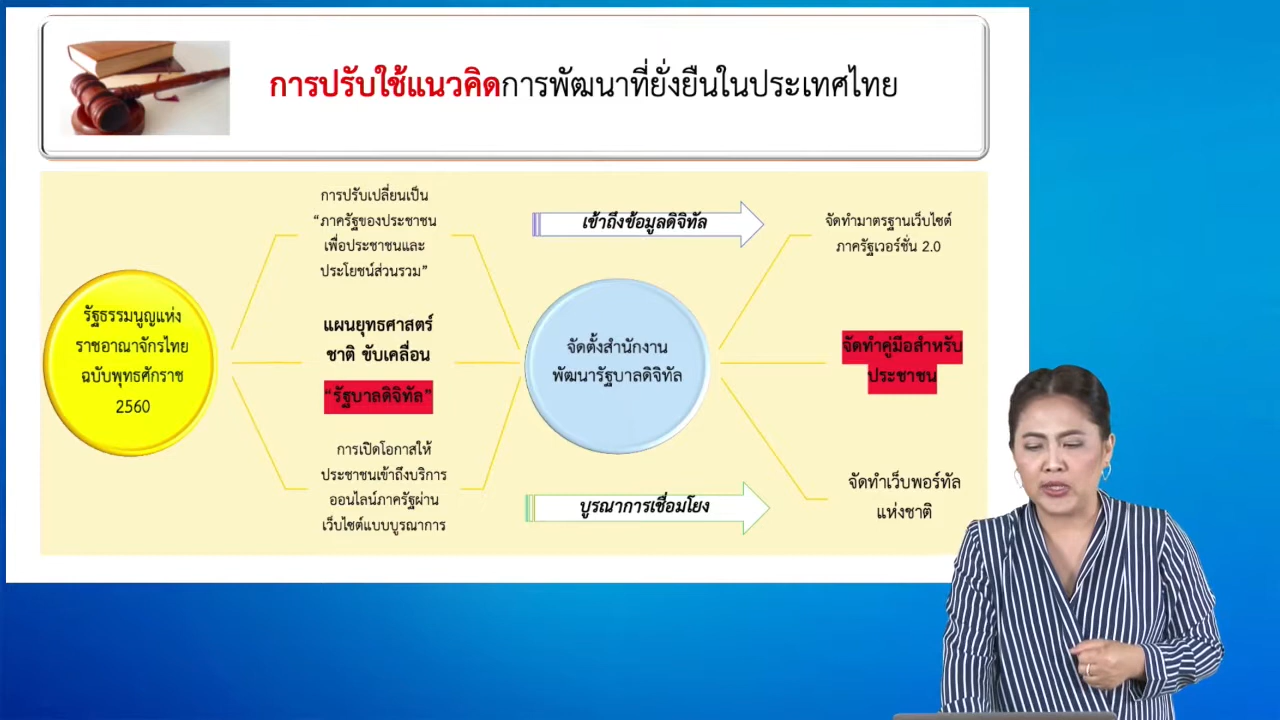 การปรับใช้แนวคิดการพัฒนาที่ยั่งยืนในประเทศไทย
รัฐธรรมนูญแห่ง
ราชอาณาจักรไทย
ฉบับพุทธศักราช
2560
การปรับเปลี่ยนเป็น
“ภาครัฐของประชาชน
เพื่อประชาชนและ
ประโยชน์ส่วนรวม”
แผนยุทธศาสตร์
ชาติ ขับเคลื่อน
“รัฐบาลดิจิทัล”
การเปิดโอกาสให้
ประชาชนเข้าถึงบริการ
ออนไลน์ภาครัฐผ่าน
เว็บไซต์แบบบูรณาการ
เข้าถึงข้อมูลดิจิทัล
จัดตั้งสำนักงาน
พัฒนารัฐบาลดิจิทัล
บูรณาการเชื่อมโยง
จัดทำมาตรฐานเว็บไซต์
ภาครัฐเวอร์ชั่น 2.0
จัดทำคู่มือสำหรับ
ประชาชน
จัดทำเว็บพอร์ทัล
แห่งชาติ